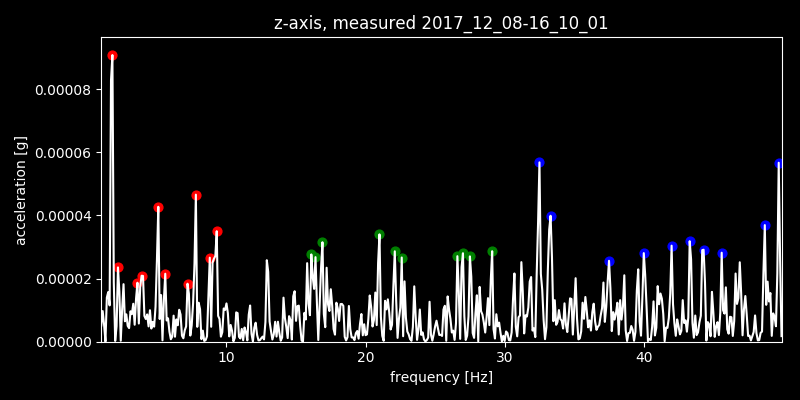 z-axis, measured 2017_12_08-16_10_01
acceleration [g]
0.00008
0.00006
0.00004
0.00002
0.00000
10 20 30 40
frequency [Hz]